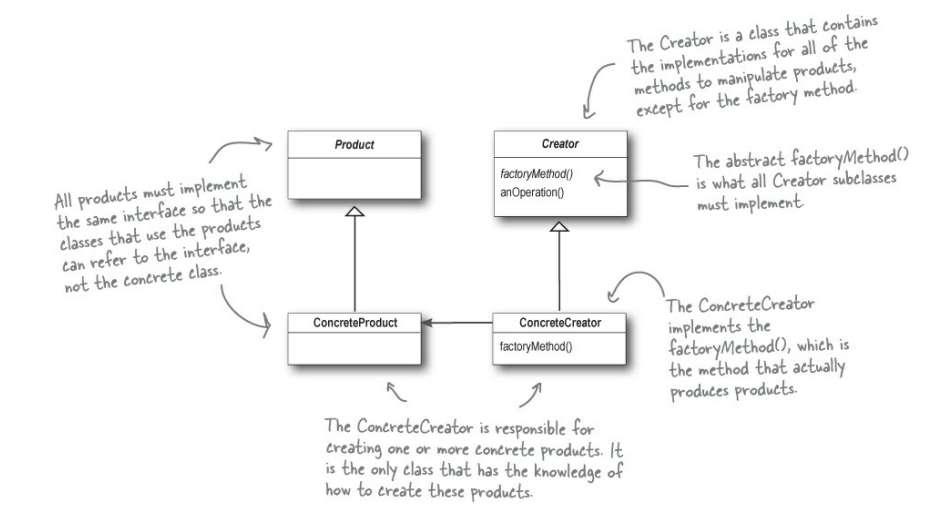 The Creator is a class that contains
the implementations for all of the
methods to manipulate products,
except for the factory method.
Product
Creator
factoryMethod()
anOperation()
The abstract factoryMethod()
is what all Creator subclasses
must implement.
All products must implement
the same interface so that the
classes that use the products
can refer to the interface,
not the concrete class.
ConcreteProduct
ConcreteCreator
factoryMethod()
The ConcreteCreator
implements the
factoryMethod(), which is
the method that actually
produces products.
The ConcreteCreator is responsible for
creating one or more concrete products. It
is the only class that has the knowledge of
how to create these products.